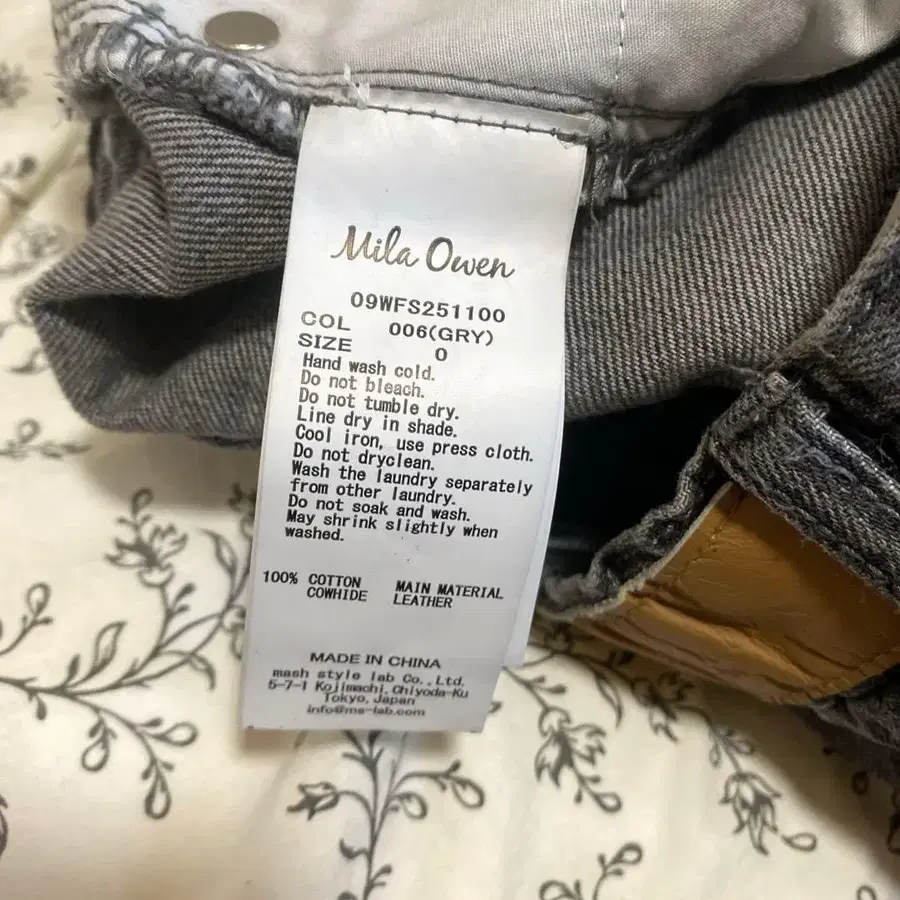 Mila Owen
09WFS251100
COL 006(GRY)
SIZE 0
Hand wash cold.
Do not bleach.
Do not tumble dry.
Line dry in shade.
Cool iron, use press cloth.
Do not dryclean.
Wash the laundry separately
from other laundry.
Do not soak and wash.
May shrink slightly when
washed.
100% COTTON MAIN MATERIAL
COWHIDE LEATHER
MADE IN CHINA
mash style lab Co.,Ltd.
5-7-1 Kojimachi,Chiyoda-Ku
Tokyo,Japan
info@ms-lab.com